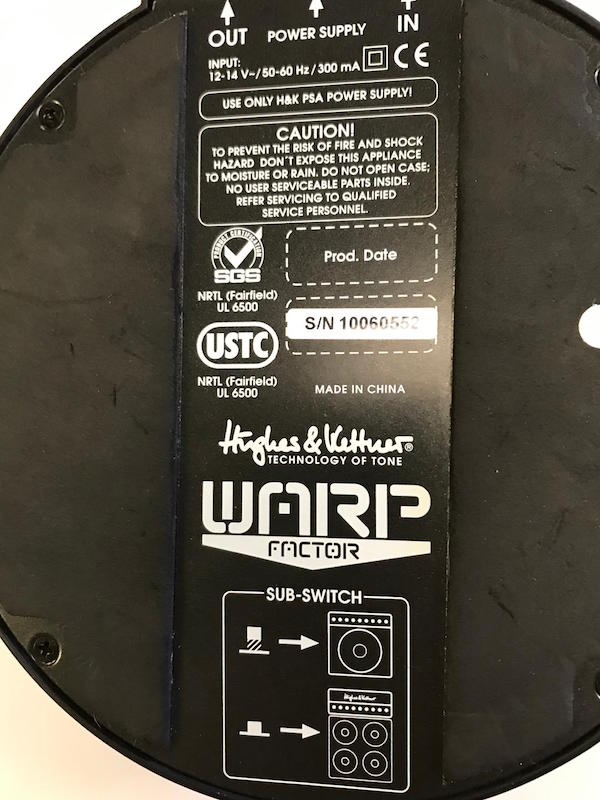 OUT
POWER SUPPLY
IN
INPUT:
12-14 V~/50-60 Hz/300 mA
CE
USE ONLY H&K PSA POWER SUPPLY!
CAUTION!
TO PREVENT THE RISK OF FIRE AND SHOCK
HAZARD DON´T EXPOSE THIS APPLIANCE
TO MOISTURE OR RAIN. DO NOT OPEN CASE;
NO USER SERVICEABLE PARTS INSIDE.
REFER SERVICING TO QUALIFIED
SERVICE PERSONNEL.
PRODUCT CERTIFICATION
SGS
NRTL (Fairfield)
UL 6500
Prod. Date
S/N 10060552
USTC
NRTL (Fairfield)
UL 6500
MADE IN CHINA
Hughes & Kettner®
TECHNOLOGY OF TONE
WARP
FACTOR
SUB-SWITCH
Hughes & Kettner